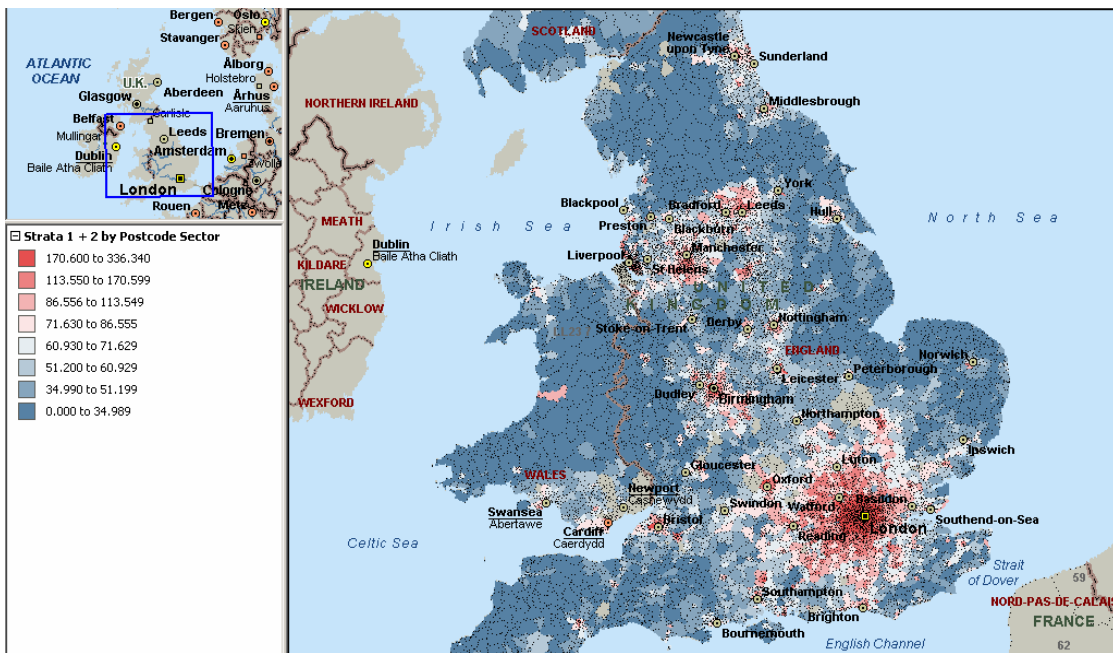 Bergen
Oslo
Skien
Stavanger
ATLANTIC
OCEAN
Ålborg
Holstebro
U.K.
Aberdeen
Glasgow
Århus
Aaruhus
Carlisle
Belfast
Mullingar
Leeds
Bremen
Dublin
Amsterdam
Zwolle
Baile Atha Cliath
London
Cologne
Rouen
Metz
Strata 1 + 2 by Postcode Sector
170.600 to 336.340
113.550 to 170.599
86.556 to 113.549
71.630 to 86.555
60.930 to 71.629
51.200 to 60.929
34.990 to 51.199
0.000 to 34.989
SCOTLAND
Newcastle
upon Tyne
Sunderland
NORTHERN IRELAND
Middlesbrough
York
Blackpool
Bradford
Leeds
Hull
Preston
Blackburn
North Sea
MEATH
Irish Sea
Dublin
Baile Atha Cliath
Manchester
Liverpool
St Helens
KILDARE
IRELAND
UNITED
KINGDOM
WICKLOW
Stoke-on-Trent
Derby
Nottingham
ENGLAND
Norwich
Peterborough
Leicester
Dudley
Birmingham
WEXFORD
Northampton
Ipswich
Luton
Gloucester
WALES
Oxford
Newport
Casnewydd
Basildon
Watford
Swansea
Abertawe
Swindon
London
Southend-on-Sea
Cardiff
Caerdydd
Bristol
Reading
Celtic Sea
Strait
of Dover
59
Southampton
Brighton
NORD-PAS-DE-CALAIS
FRANCE
Bournemouth
English Channel
62